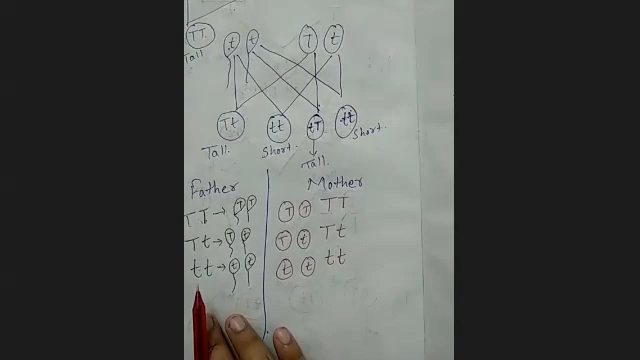 TT
Tall
t t T t
Tt tt tT tt
Tall. Short. Short.
Tall.
Father Mother
TT → T T T T TT
Tt → T t T t Tt
tt → t t t t tt